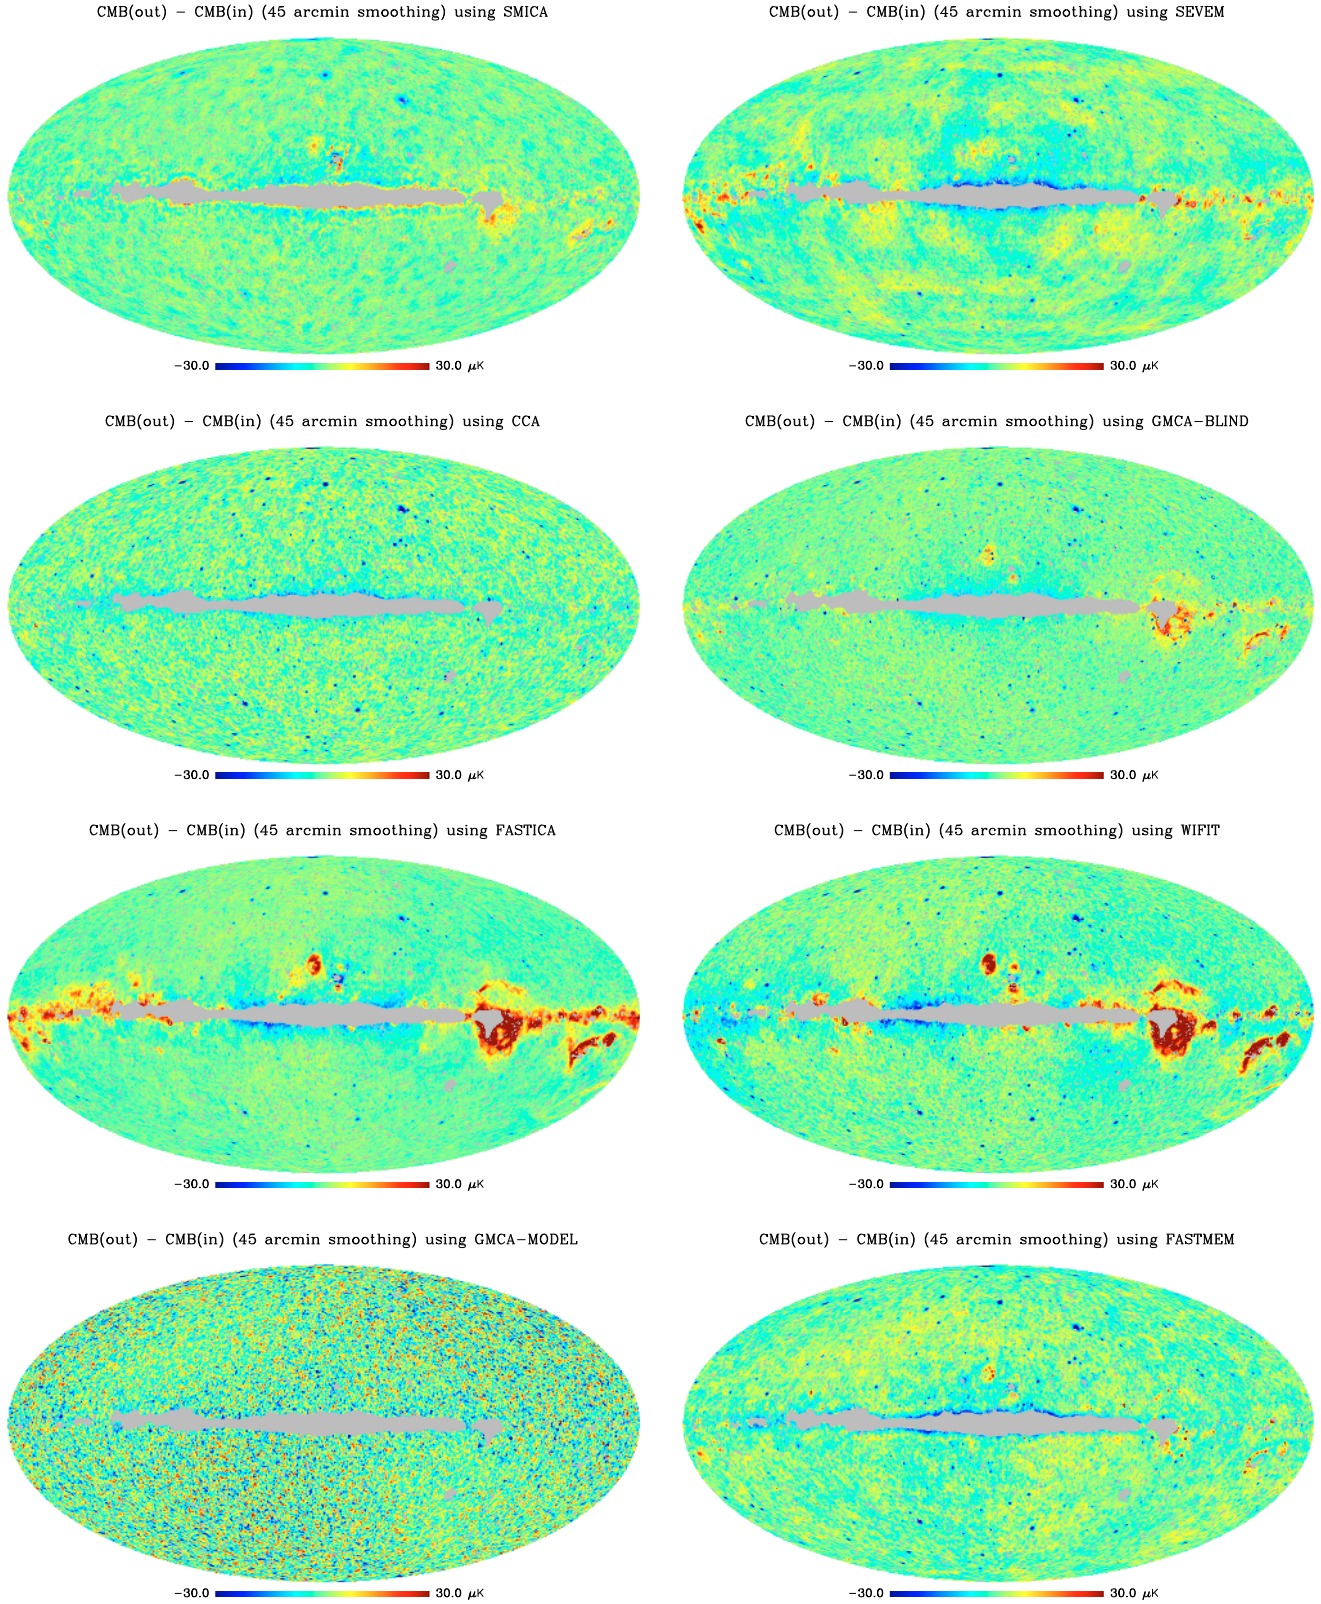 CMB(out) − CMB(in) (45 arcmin smoothing) using SMICA
CMB(out) − CMB(in) (45 arcmin smoothing) using SEVEM
−30.0 30.0 μK
−30.0 30.0 μK
CMB(out) − CMB(in) (45 arcmin smoothing) using CCA
CMB(out) − CMB(in) (45 arcmin smoothing) using GMCA−BLIND
−30.0 30.0 μK
−30.0 30.0 μK
CMB(out) − CMB(in) (45 arcmin smoothing) using FASTICA
CMB(out) − CMB(in) (45 arcmin smoothing) using WIFIT
−30.0 30.0 μK
−30.0 30.0 μK
CMB(out) − CMB(in) (45 arcmin smoothing) using GMCA−MODEL
CMB(out) − CMB(in) (45 arcmin smoothing) using FASTMEM
−30.0 30.0 μK
−30.0 30.0 μK